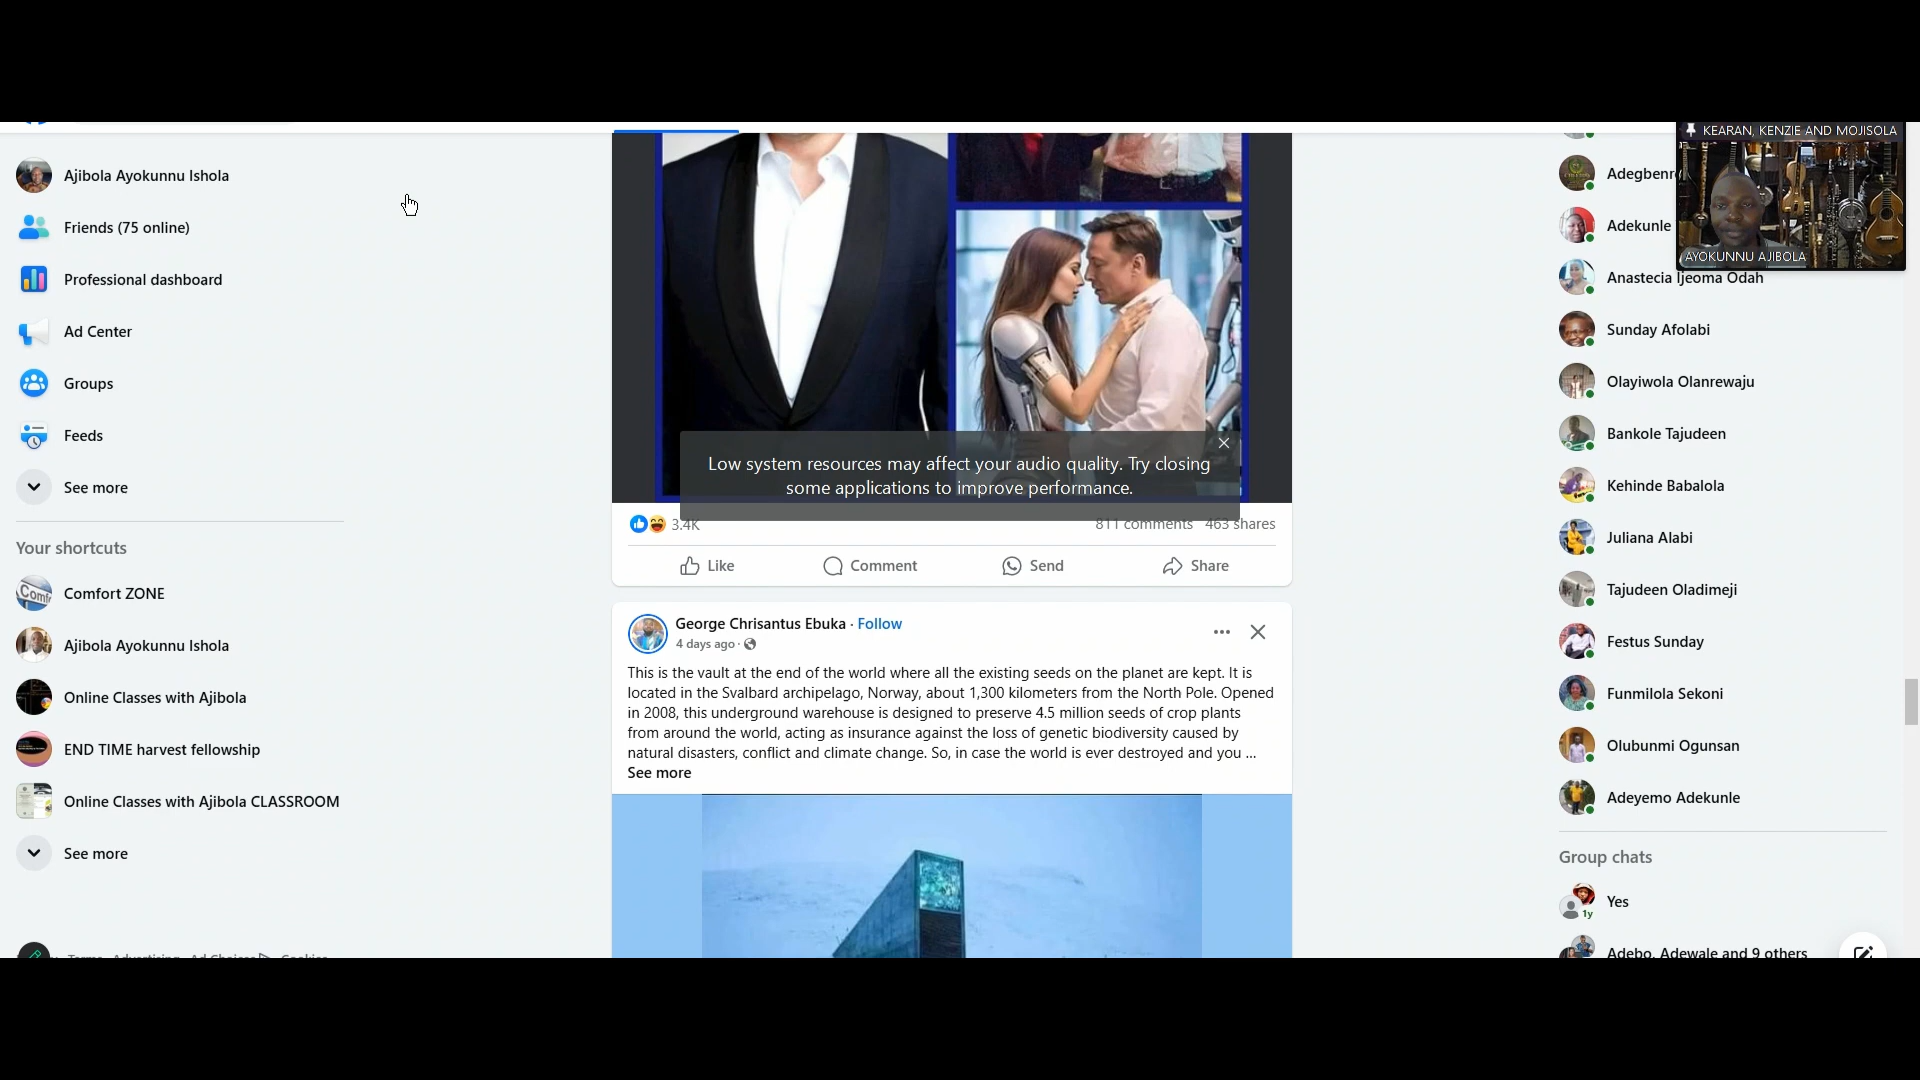 Ajibola Ayokunnu Ishola
Friends (75 online)
Professional dashboard
Ad Center
Groups
Feeds
See more
Your shortcuts
Comfort ZONE
Ajibola Ayokunnu Ishola
Online Classes with Ajibola
END TIME harvest fellowship
Online Classes with Ajibola CLASSROOM
See more
Terms · Advertising · Ad Choices · Cookies
Low system resources may affect your audio quality. Try closing
some applications to improve performance.
3.4K
811 comments 463 shares
Like Comment Send Share
George Chrisantus Ebuka · Follow
4 days ago ·
This is the vault at the end of the world where all the existing seeds on the planet are kept. It is
located in the Svalbard archipelago, Norway, about 1,300 kilometers from the North Pole. Opened
in 2008, this underground warehouse is designed to preserve 4.5 million seeds of crop plants
from around the world, acting as insurance against the loss of genetic biodiversity caused by
natural disasters, conflict and climate change. So, in case the world is ever destroyed and you ...
See more
KEARAN, KENZIE AND MOJISOLA
AYOKUNNU AJIBOLA
Adekunle
Anastecia Ijeoma Odah
Sunday Afolabi
Olayiwola Olanrewaju
Bankole Tajudeen
Kehinde Babalola
Juliana Alabi
Tajudeen Oladimeji
Festus Sunday
Funmilola Sekoni
Olubunmi Ogunsan
Adeyemo Adekunle
Group chats
Yes
1y
Adebo, Adewale and 9 others